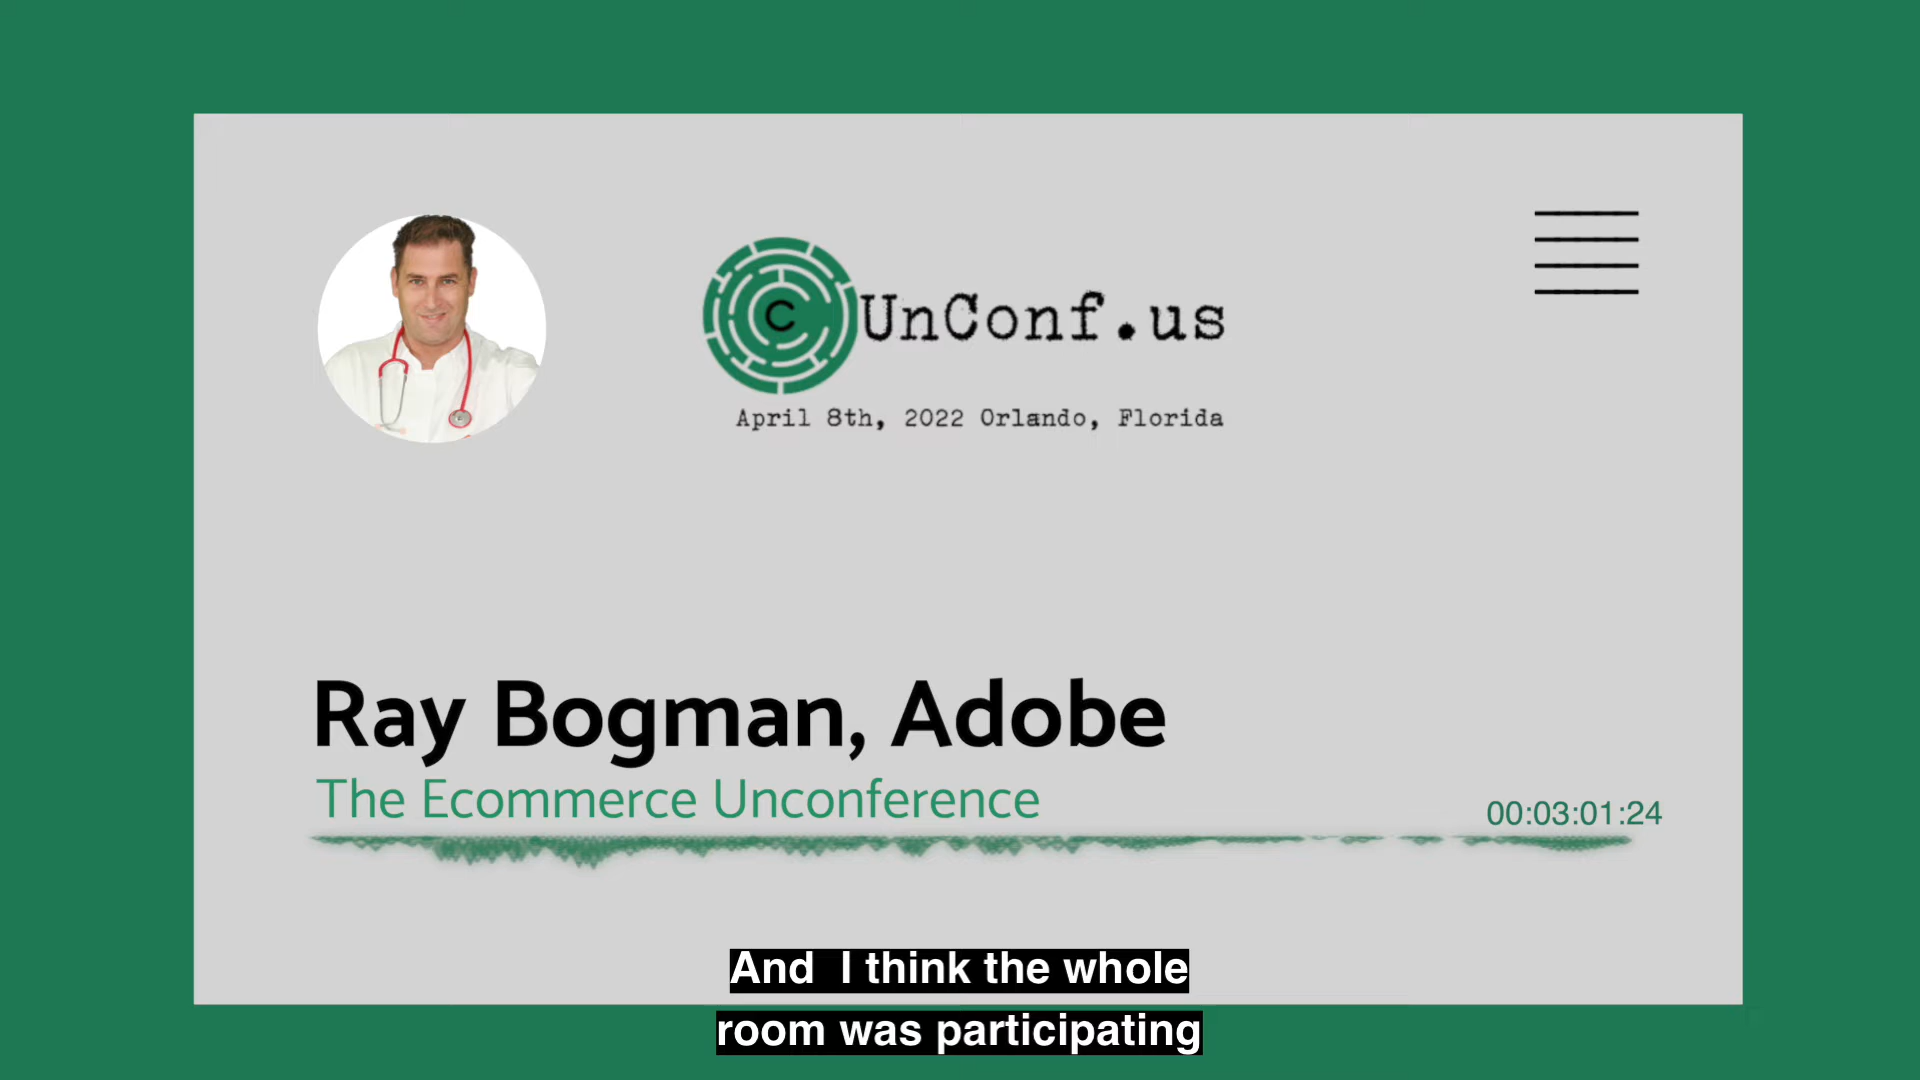 C
UnConf.us
April 8th, 2022 Orlando, Florida
Ray Bogman, Adobe
The Ecommerce Unconference
00:03:01:24
And  I think the whole
room was participating